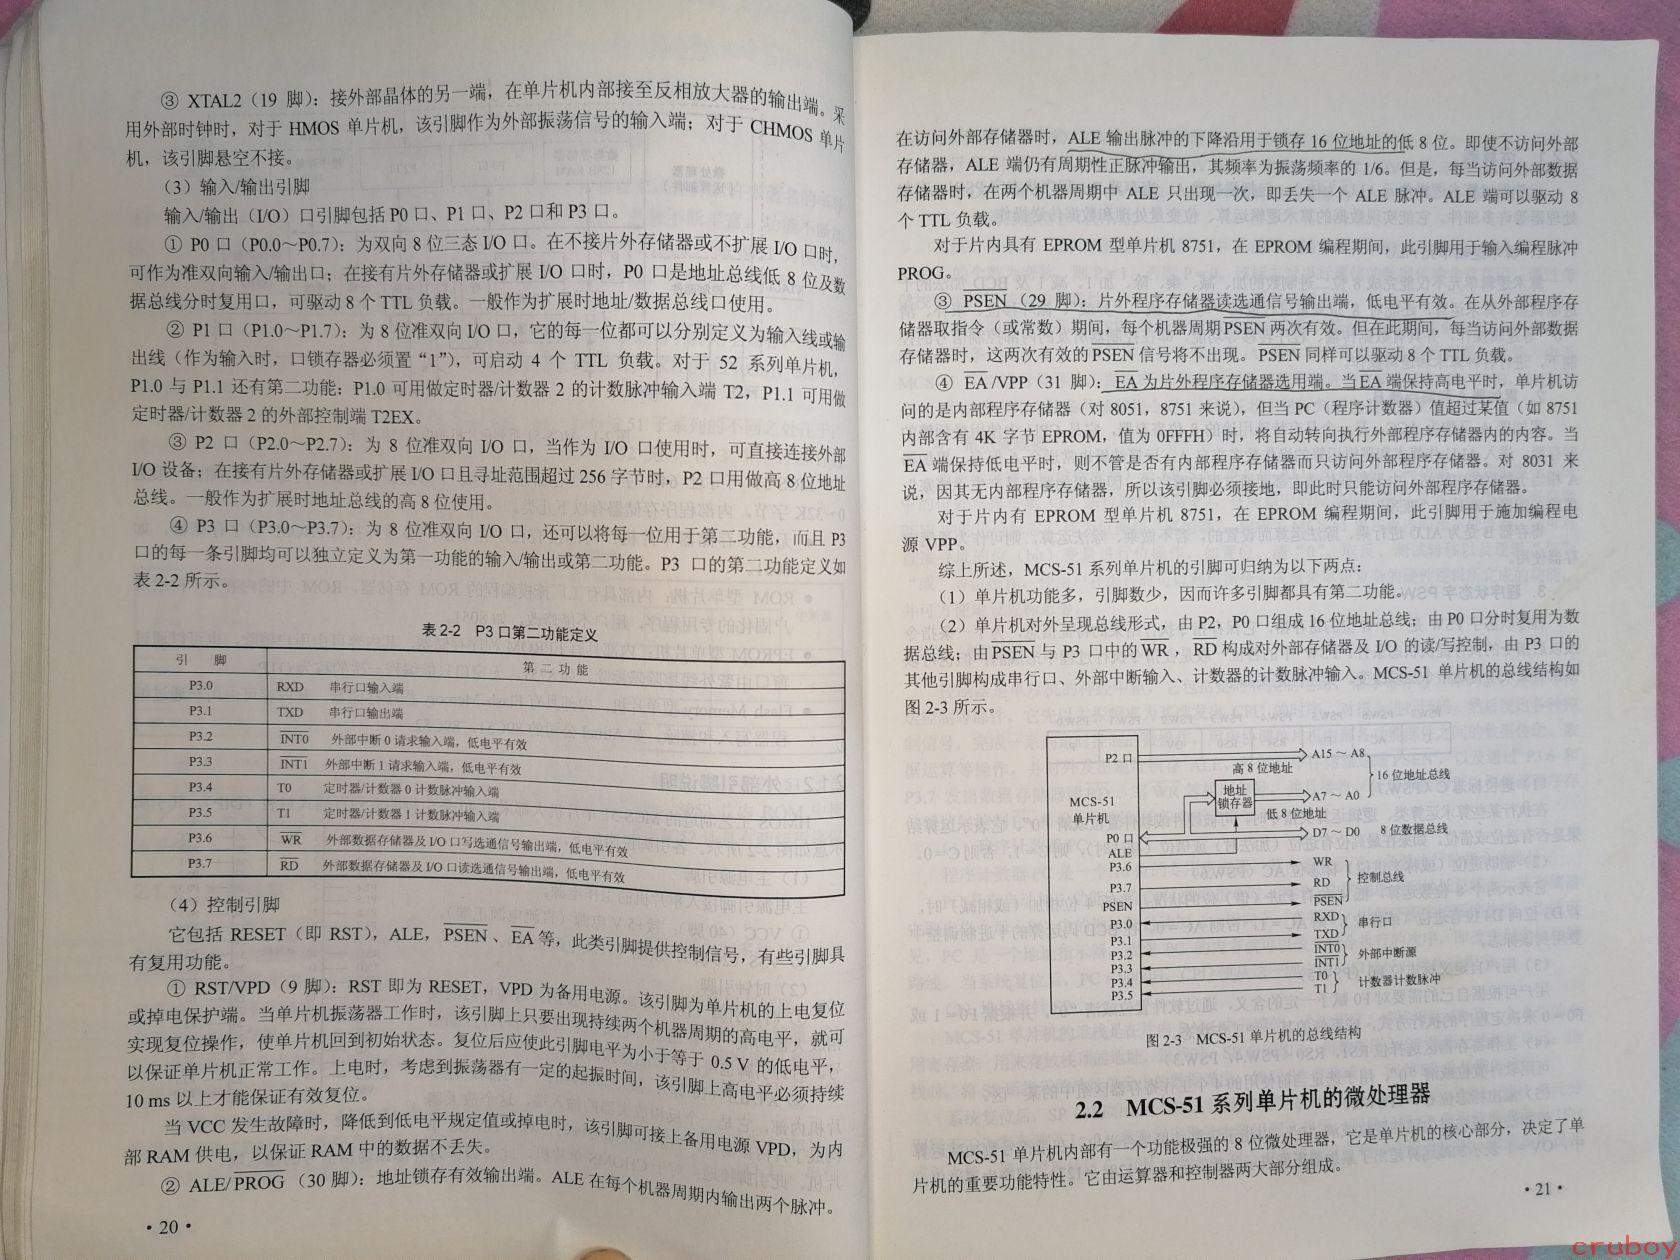 ③ XTAL2（19 脚）：接外部晶体的另一端，在单片机内部接至反相放大器的输出端。采
用外部时钟时，对于 HMOS 单片机，该引脚作为外部振荡信号的输入端；对于 CHMOS 单片
机，该引脚悬空不接。
（3）输入/输出引脚
输入/输出（I/O）口引脚包括 P0 口、P1 口、P2 口和 P3 口。
① P0 口（P0.0～P0.7）：为双向 8 位三态 I/O 口。在不接片外存储器或不扩展 I/O 口时，
可作为准双向输入/输出口；在接有片外存储器或扩展 I/O 口时，P0 口是地址总线低 8 位及数
据总线分时复用口，可驱动 8 个 TTL 负载。一般作为扩展时地址/数据总线口使用。
② P1 口（P1.0～P1.7）：为 8 位准双向 I/O 口，它的每一位都可以分别定义为输入线或输
出线（作为输入时，口锁存器必须置“1”），可启动 4 个 TTL 负载。对于 52 系列单片机，
P1.0 与 P1.1 还有第二功能：P1.0 可用做定时器/计数器 2 的计数脉冲输入端 T2，P1.1 可用做
定时器/计数器 2 的外部控制端 T2EX。
③ P2 口（P2.0～P2.7）：为 8 位准双向 I/O 口，当作为 I/O 口使用时，可直接连接外部
I/O 设备；在接有片外存储器或扩展 I/O 口且寻址范围超过 256 字节时，P2 口用做高 8 位地址
总线。一般作为扩展时地址总线的高 8 位使用。
④ P3 口（P3.0～P3.7）：为 8 位准双向 I/O 口，还可以将每一位用于第二功能，而且 P3
口的每一条引脚均可以独立定义为第一功能的输入/输出或第二功能。P3 口的第二功能定义如
表 2-2 所示。
表 2-2 P3 口第二功能定义
引 脚 第 二 功 能
P3.0 RXD 串行口输入端
P3.1 TXD 串行口输出端
P3.2 INT0 外部中断 0 请求输入端，低电平有效
P3.3 INT1 外部中断 1 请求输入端，低电平有效
P3.4 T0 定时器/计数器 0 计数脉冲输入端
P3.5 T1 定时器/计数器 1 计数脉冲输入端
P3.6 WR 外部数据存储器及 I/O 口写选通信号输出端，低电平有效
P3.7 RD 外部数据存储器及 I/O 口读选通信号输出端，低电平有效
（4）控制引脚
它包括 RESET（即 RST），ALE，PSEN、EA 等，此类引脚提供控制信号，有些引脚具
有复用功能。
① RST/VPD（9 脚）：RST 即为 RESET，VPD 为备用电源。该引脚为单片机的上电复位
或掉电保护端。当单片机振荡器工作时，该引脚上只要出现持续两个机器周期的高电平，就可
实现复位操作，使单片机回到初始状态。复位后应使此引脚电平为小于等于 0.5 V 的低电平，
以保证单片机正常工作。上电时，考虑到振荡器有一定的起振时间，该引脚上高电平必须持续
10 ms 以上才能保证有效复位。
当 VCC 发生故障时，降低到低电平规定值或掉电时，该引脚可接上备用电源 VPD，为内
部 RAM 供电，以保证 RAM 中的数据不丢失。
② ALE/PROG（30 脚）：地址锁存有效输出端。ALE 在每个机器周期内输出两个脉冲。
·20·
在访问外部存储器时，ALE 输出脉冲的下降沿用于锁存 16 位地址的低 8 位。即使不访问外部
存储器，ALE 端仍有周期性正脉冲输出，其频率为振荡频率的 1/6。但是，每当访问外部数据
存储器时，在两个机器周期中 ALE 只出现一次，即丢失一个 ALE 脉冲。ALE 端可以驱动 8
个 TTL 负载。
对于片内具有 EPROM 型单片机 8751，在 EPROM 编程期间，此引脚用于输入编程脉冲
PROG。
③ PSEN（29 脚）：片外程序存储器读选通信号输出端，低电平有效。在从外部程序存
储器取指令（或常数）期间，每个机器周期 PSEN 两次有效。但在此期间，每当访问外部数据
存储器时，这两次有效的 PSEN 信号将不出现。PSEN 同样可以驱动 8 个 TTL 负载。
④ EA /VPP（31 脚）：EA 为片外程序存储器选用端。当 EA 端保持高电平时，单片机访
问的是内部程序存储器（对 8051，8751 来说），但当 PC（程序计数器）值超过某值（如 8751
内部含有 4K 字节 EPROM，值为 0FFFH）时，将自动转向执行外部程序存储器内的内容。当
EA 端保持低电平时，则不管是否有内部程序存储器而只访问外部程序存储器。对 8031 来
说，因其无内部程序存储器，所以该引脚必须接地，即此时只能访问外部程序存储器。
对于片内有 EPROM 型单片机 8751，在 EPROM 编程期间，此引脚用于施加编程电
源 VPP。
综上所述，MCS-51 系列单片机的引脚可归纳为以下两点：
（1）单片机功能多，引脚数少，因而许多引脚都具有第二功能。
（2）单片机对外呈现总线形式，由 P2，P0 口组成 16 位地址总线；由 P0 口分时复用为数
据总线；由 PSEN 与 P3 口中的 WR，RD 构成对外部存储器及 I/O 的读/写控制，由 P3 口的
其他引脚构成串行口、外部中断输入、计数器的计数脉冲输入。MCS-51 单片机的总线结构如
图 2-3 所示。
P2 口 A15 ～ A8
高 8 位地址
16 位地址总线
地址
锁存器
A7 ～ A0
MCS-51
单片机
低 8 位地址
P0 口 D7 ～ D0 8 位数据总线
ALE
P3.6 WR
P3.7 RD 控制总线
PSEN PSEN
P3.0 RXD
P3.1 TXD 串行口
P3.2 INT0
P3.3 INT1 外部中断源
P3.4 T0
P3.5 T1 计数器计数脉冲
图 2-3 MCS-51 单片机的总线结构
2.2 MCS-51 系列单片机的微处理器
MCS-51 单片机内部有一个功能极强的 8 位微处理器，它是单片机的核心部分，决定了单
片机的重要功能特性。它由运算器和控制器两大部分组成。
·21·
cruboy